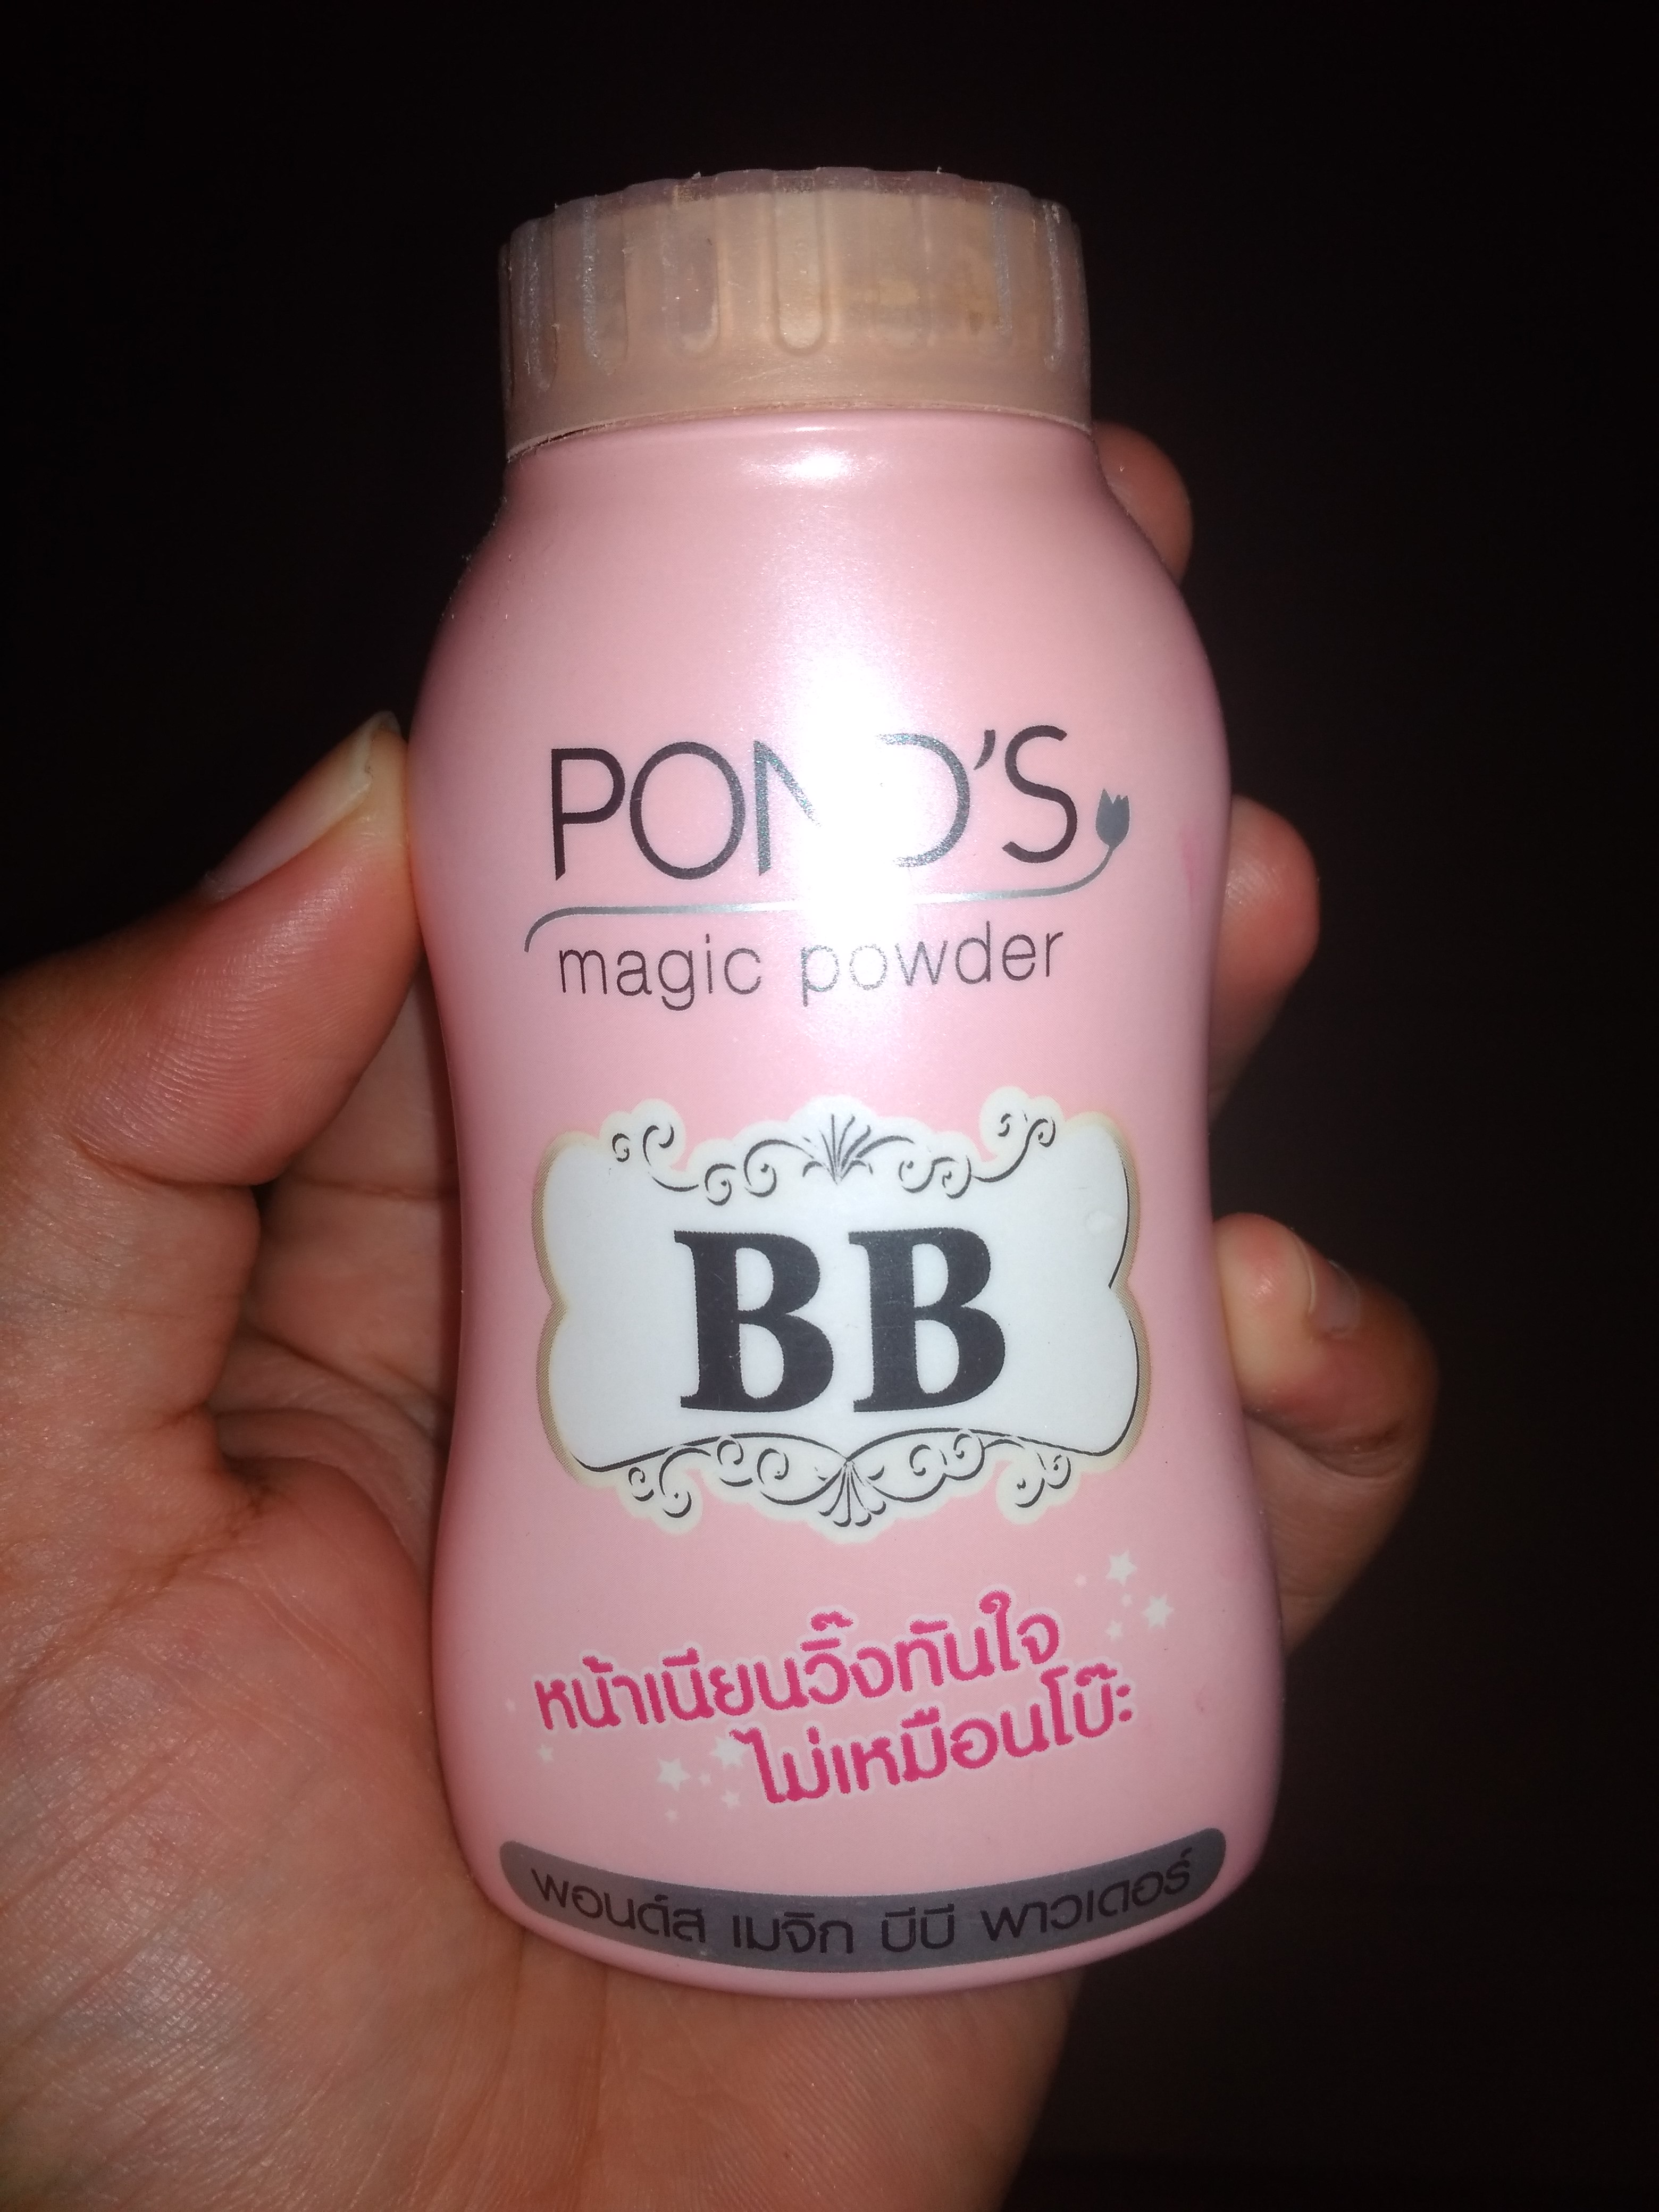 POND'S
magic powder
BB
หน้าเนียนวิ๊งทันใจ
ไม่เหมือนโบ๊ะ
พอนด์ส เมจิก บีบี พาวเดอร์